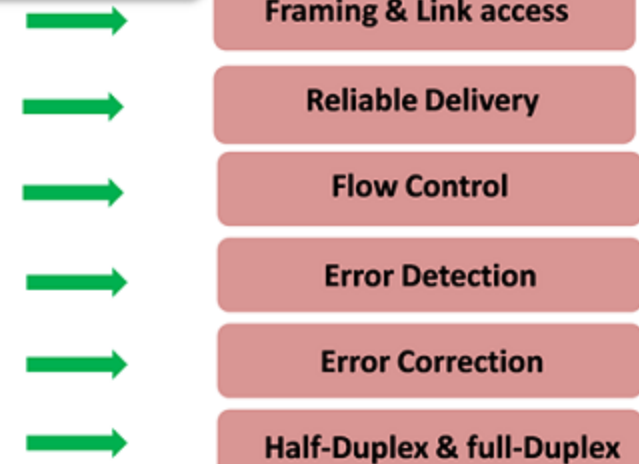 Framing & Link access
Reliable Delivery
Flow Control
Error Detection
Error Correction
Half-Duplex & full-Duplex